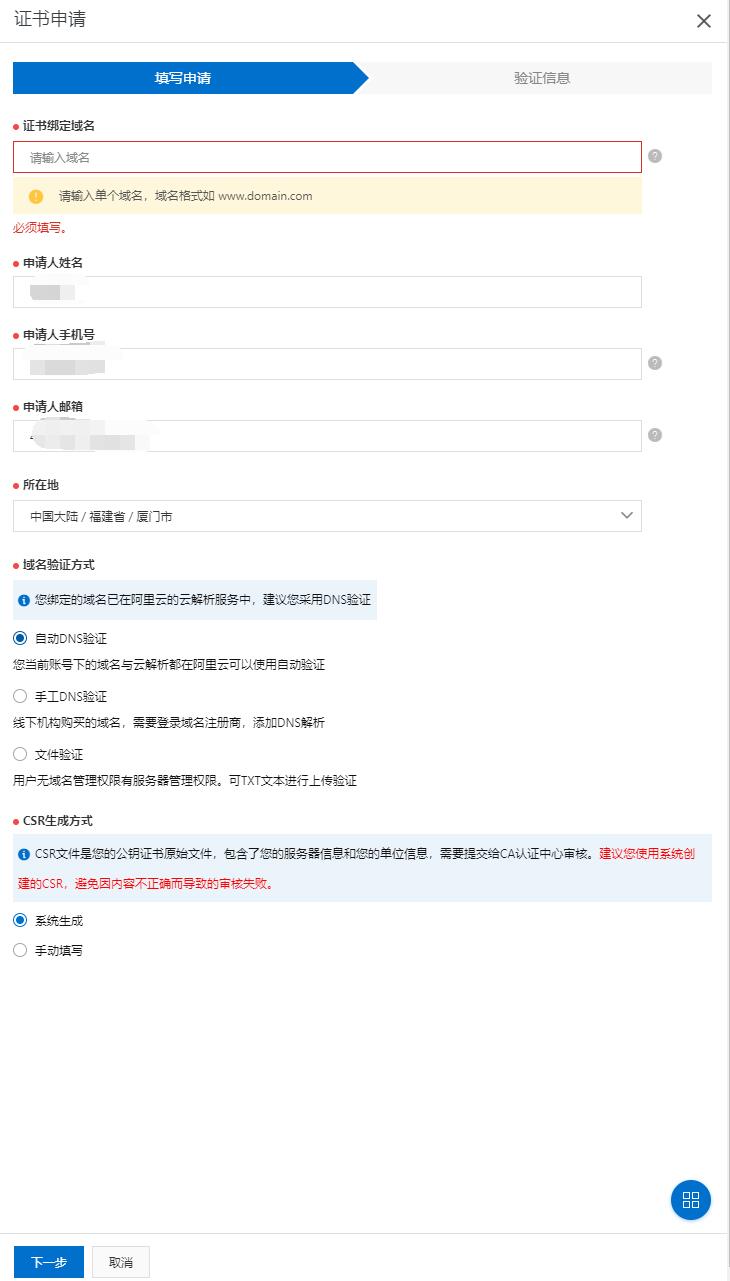 证书申请
填写申请
验证信息
证书绑定域名
请输入域名
请输入单个域名，域名格式如 www.domain.com
必须填写。
申请人姓名
申请人手机号
申请人邮箱
所在地
中国大陆 / 福建省 / 厦门市
域名验证方式
您绑定的域名已在阿里云的云解析服务中，建议您采用DNS验证
自动DNS验证
您当前账号下的域名与云解析都在阿里云可以使用自动验证
手工DNS验证
线下机构购买的域名，需要登录域名注册商，添加DNS解析
文件验证
用户无域名管理权限有服务器管理权限。可TXT文本进行上传验证
CSR生成方式
CSR文件是您的公钥证书原始文件，包含了您的服务器信息和您的单位信息，需要提交给CA认证中心审核。建议您使用系统创
建的CSR，避免因内容不正确而导致的审核失败。
系统生成
手动填写
下一步
取消